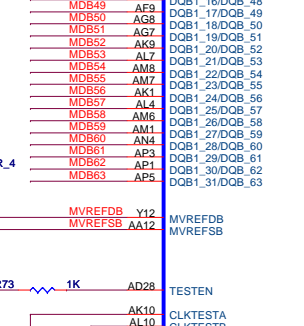 MDB49 AF9 DQB1_17/DQB_49
MDB50 AG8 DQB1_18/DQB_50
MDB51 AG7 DQB1_19/DQB_51
MDB52 AK9 DQB1_20/DQB_52
MDB53 AL7 DQB1_21/DQB_53
MDB54 AM8 DQB1_22/DQB_54
MDB55 AM7 DQB1_23/DQB_55
MDB56 AK1 DQB1_24/DQB_56
MDB57 AL4 DQB1_25/DQB_57
MDB58 AM6 DQB1_26/DQB_58
MDB59 AM1 DQB1_27/DQB_59
MDB60 AN4 DQB1_28/DQB_60
MDB61 AP3 DQB1_29/DQB_61
MDB62 AP1 DQB1_30/DQB_62
MDB63 AP5 DQB1_31/DQB_63
R_4
MVREFDB Y12 MVREFDB
MVREFSB AA12 MVREFSB
R73 1K AD28 TESTEN
AK10 CLKTESTA
AL10 CLKTESTB